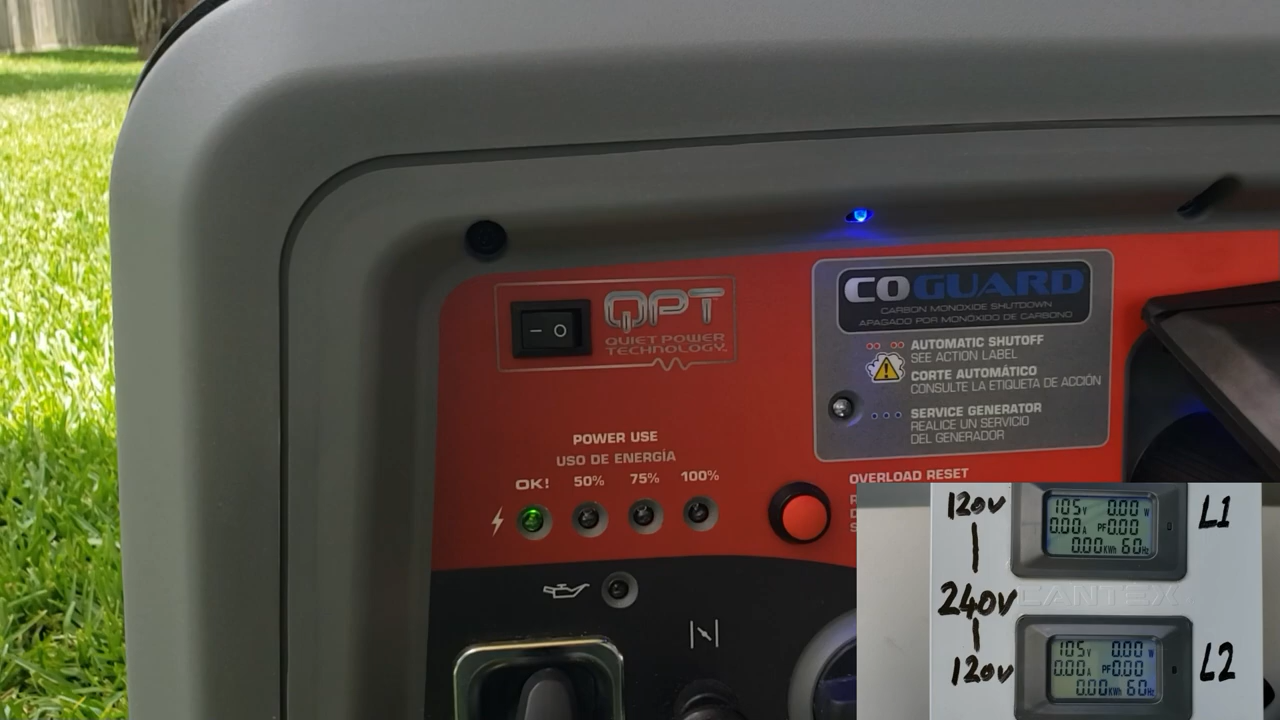 QPT
QUIET POWER
TECHNOLOGY
COGUARD
CARBON MONOXIDE SHUTDOWN
APAGADO POR MONÓXIDO DE CARBONO
AUTOMATIC SHUTOFF
SEE ACTION LABEL
CORTE AUTOMÁTICO
CONSULTE LA ETIQUETA DE ACCIÓN
SERVICE GENERATOR
REALICE UN SERVICIO
DEL GENERADOR
POWER USE
USO DE ENERGÍA
OK! 50% 75% 100%
OVERLOAD RESET
120V
105V 0.00W
0.00A PF0.00
0.00KWh 60Hz
L1
240V
CANTEX
120V
105V 0.00W
0.00A PF0.00
0.00KWh 60Hz
L2